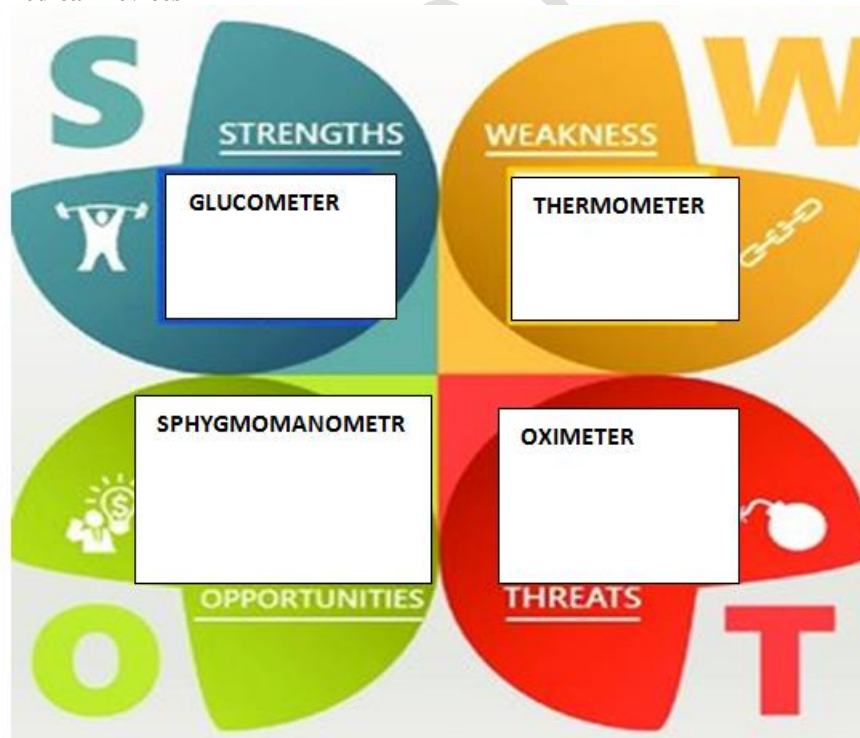 S
W
STRENGTHS
WEAKNESS
GLUCOMETER
THERMOMETER
SPHYGMOMANOMETR
OXIMETER
$
OPPORTUNITIES
THREATS
O
T